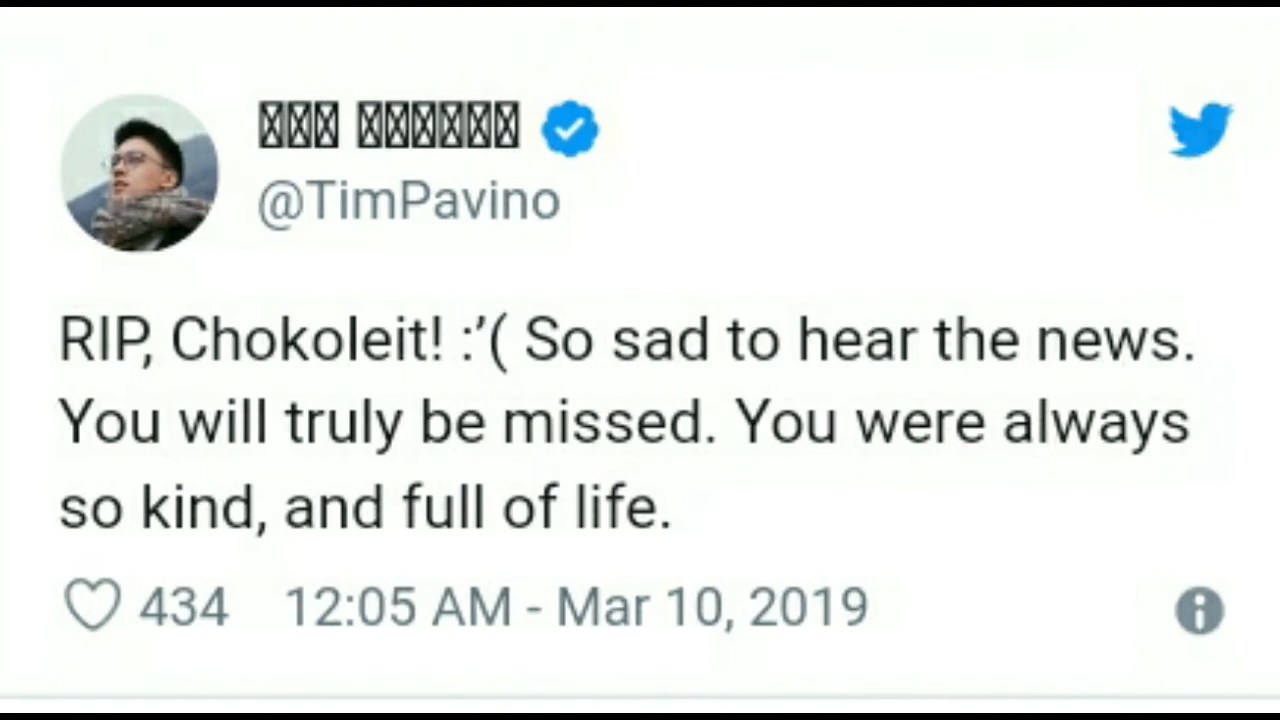 @TimPavino
RIP, Chokoleit! :’( So sad to hear the news.
You will truly be missed. You were always
so kind, and full of life.
434 12:05 AM - Mar 10, 2019